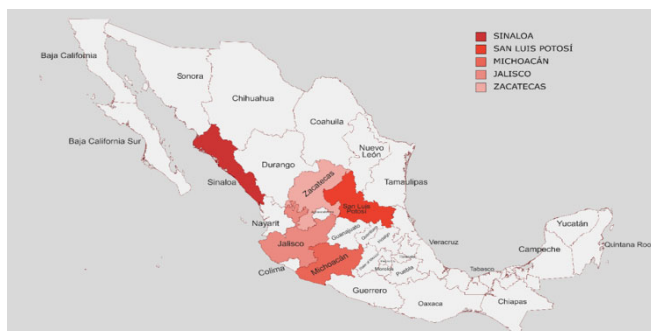 SINALOA
SAN LUIS POTOSÍ
MICHOACÁN
JALISCO
ZACATECAS
Baja California
Sonora
Chihuahua
Coahuila
Baja California Sur
Nuevo
León
Durango
Sinaloa
Zacatecas
Tamaulipas
San Luis
Potosí
Nayarit
Guanajuato
Jalisco
Veracruz
Yucatán
Campeche
Quintana Roo
Colima
Michoacán
Morelos
Puebla
Tabasco
Guerrero
Oaxaca
Chiapas